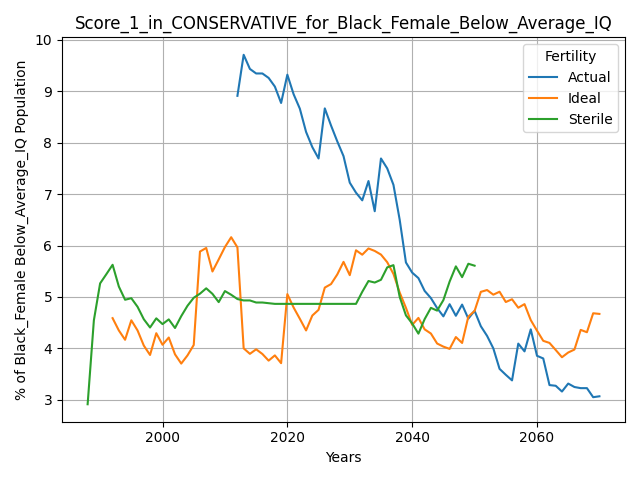 Score_1_in_CONSERVATIVE_for_Black_Female_Below_Average_IQ
% of Black_Female Below_Average_IQ Population
10
9
8
7
6
5
4
3
2000
2020
2040
2060
Years
Fertility
Actual
Ideal
Sterile